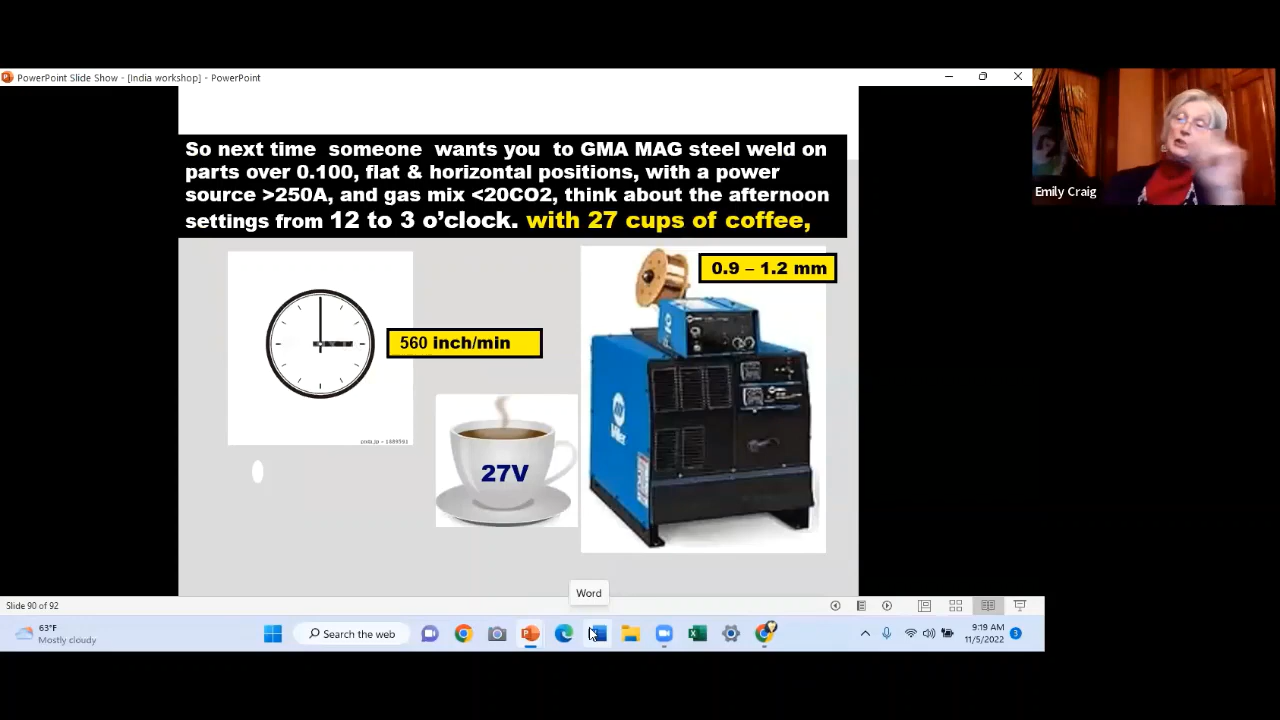 PowerPoint Slide Show - [India workshop] - PowerPoint
So next time someone wants you to GMA MAG steel weld on
parts over 0.100, flat & horizontal positions, with a power
source >250A, and gas mix <20CO2, think about the afternoon
settings from 12 to 3 o'clock. with 27 cups of coffee,
0.9 – 1.2 mm
560 inch/min
27V
Miller
Emily Craig
Word
Slide 90 of 92
63°F
Mostly cloudy
Search the web
9:19 AM
11/5/2022
3